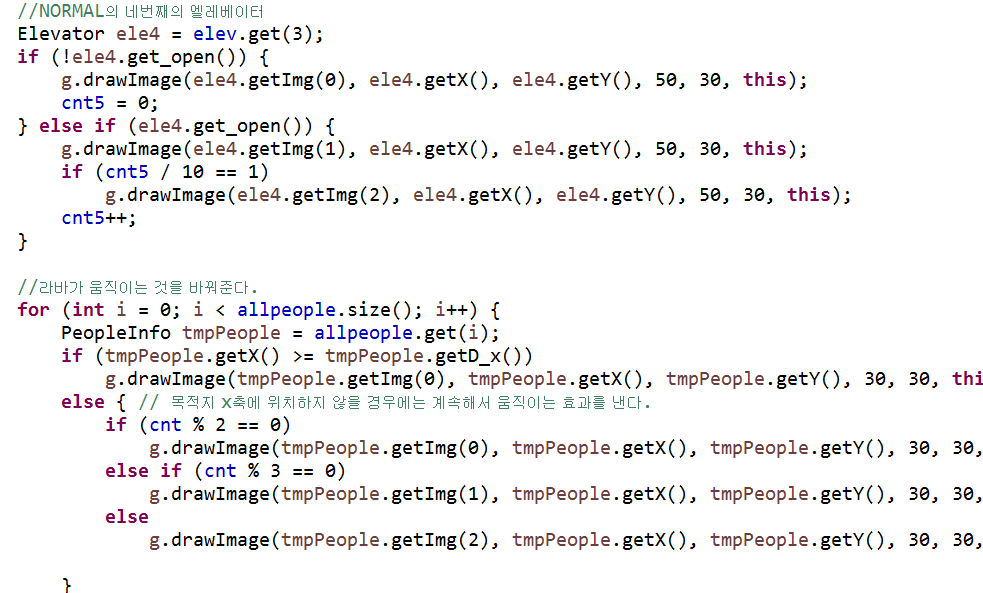 //NORMAL의 네번째의 엘레베이터
Elevator ele4 = elev.get(3);
if (!ele4.get_open()) {
g.drawImage(ele4.getImg(0), ele4.getX(), ele4.getY(), 50, 30, this);
cnt5 = 0;
} else if (ele4.get_open()) {
g.drawImage(ele4.getImg(1), ele4.getX(), ele4.getY(), 50, 30, this);
if (cnt5 / 10 == 1)
g.drawImage(ele4.getImg(2), ele4.getX(), ele4.getY(), 50, 30, this);
cnt5++;
}
//라바가 움직이는 것을 바꿔준다.
for (int i = 0; i < allpeople.size(); i++) {
PeopleInfo tmpPeople = allpeople.get(i);
if (tmpPeople.getX() >= tmpPeople.getD_x())
g.drawImage(tmpPeople.getImg(0), tmpPeople.getX(), tmpPeople.getY(), 30, 30, thi
else { // 목적지 X축에 위치하지 않을 경우에는 계속해서 움직이는 효과를 낸다.
if (cnt % 2 == 0)
g.drawImage(tmpPeople.getImg(0), tmpPeople.getX(), tmpPeople.getY(), 30, 30,
else if (cnt % 3 == 0)
g.drawImage(tmpPeople.getImg(1), tmpPeople.getX(), tmpPeople.getY(), 30, 30,
else
g.drawImage(tmpPeople.getImg(2), tmpPeople.getX(), tmpPeople.getY(), 30, 30,
}